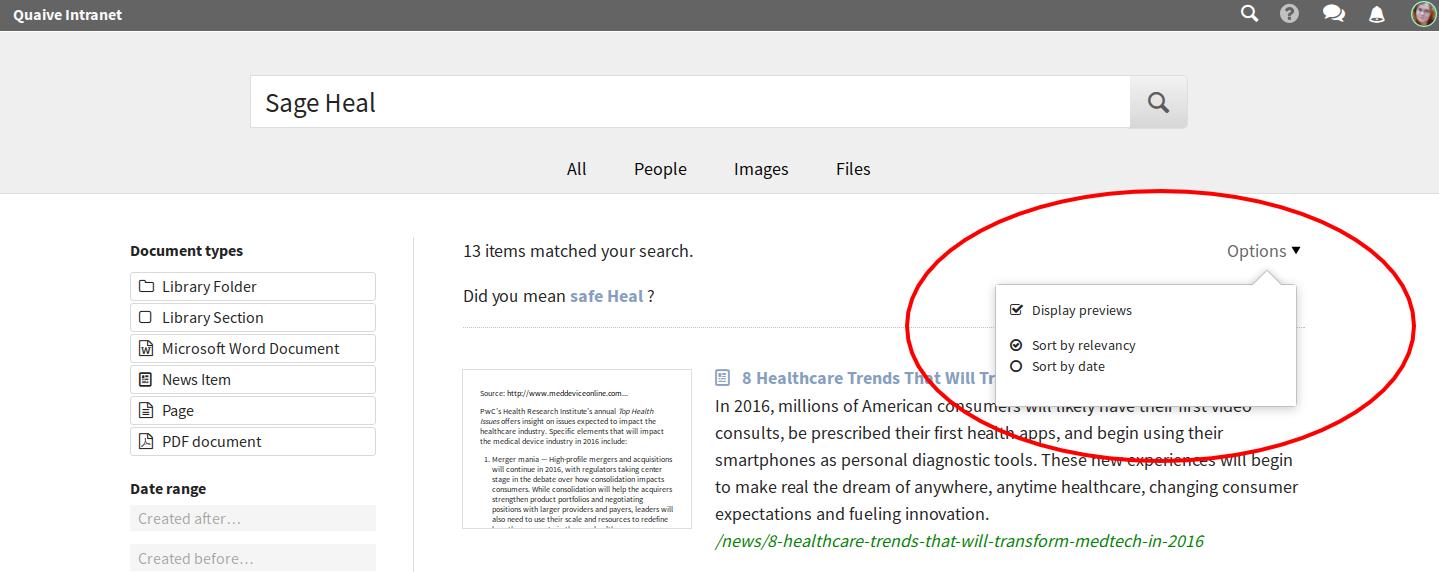 Quaive Intranet
Sage Heal
All People Images Files
Document types
Library Folder
Library Section
Microsoft Word Document
News Item
Page
PDF document
Date range
Created after…
Created before…
13 items matched your search.
Options
Did you mean safe Heal ?
Display previews
Sort by relevancy
Sort by date
Source: http://www.meddeviceonline.com...
PwC's Health Research Institute's annual Top Health
Issues offers insight on issues expected to impact the
healthcare industry. Specific elements that will impact
the medical device industry in 2016 include:
1. Merger mania — High-profile mergers and acquisitions
will continue in 2016, with regulators taking center
stage in the debate over how consolidation impacts
consumers. While consolidation will help the acquirers
strengthen product portfolios and negotiating
positions with larger providers and payers, leaders will
also need to use their scale and resources to redefine
8 Healthcare Trends That Will Tr
In 2016, millions of American consumers will likely have their first video
consults, be prescribed their first health apps, and begin using their
smartphones as personal diagnostic tools. These new experiences will begin
to make real the dream of anywhere, anytime healthcare, changing consumer
expectations and fueling innovation.
/news/8-healthcare-trends-that-will-transform-medtech-in-2016